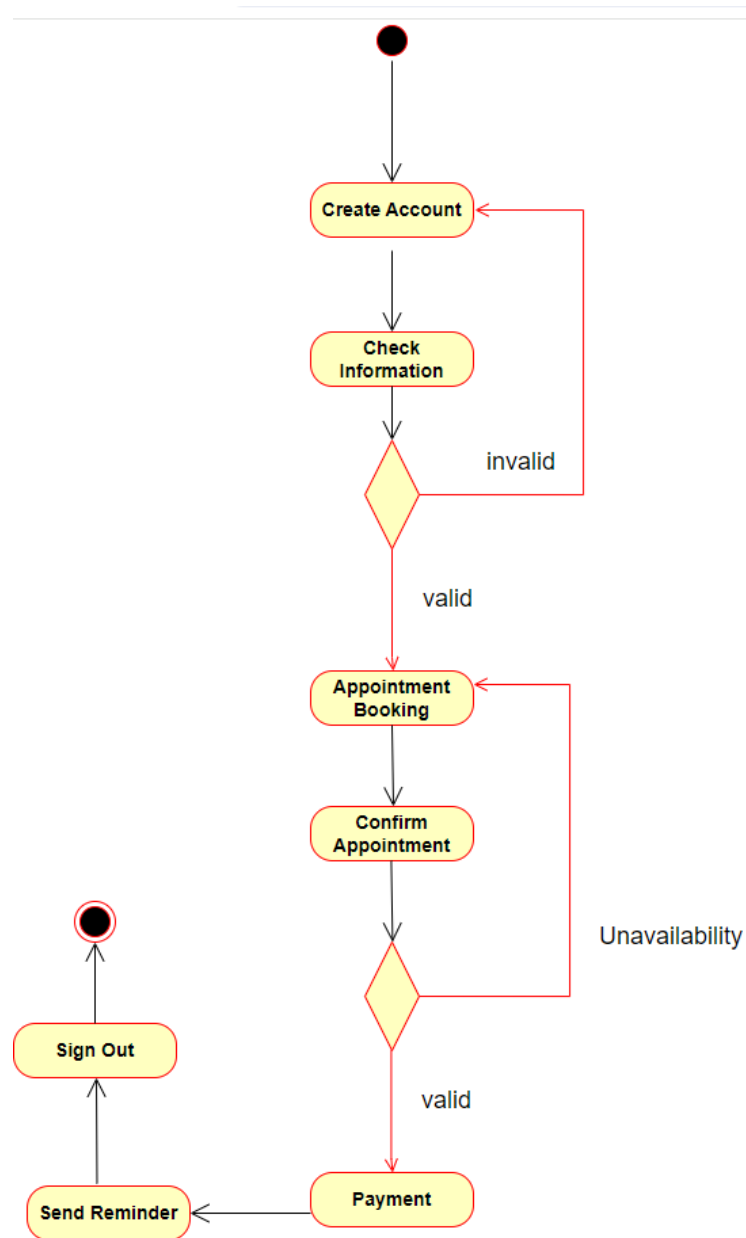 Create Account
Check
Information
invalid
valid
Appointment
Booking
Confirm
Appointment
Unavailability
Sign Out
valid
Payment
Send Reminder